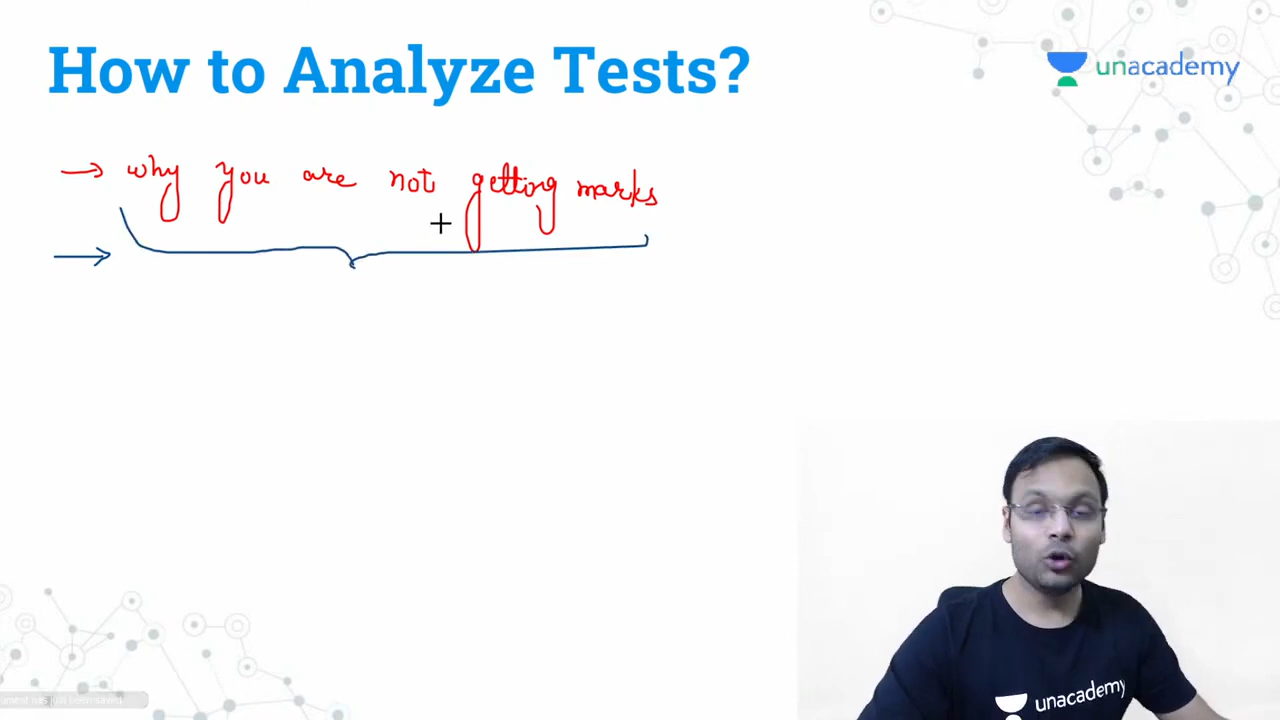 How to Analyze Tests?
unacademy
→ why you are not getting marks
→
unacademy